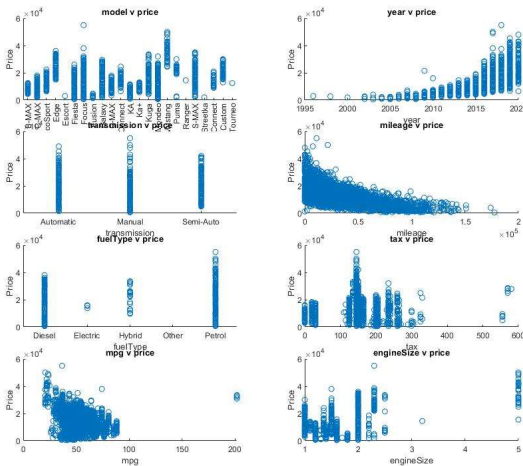 model v price
×10⁴
6
4
2
0
Price
B-MAX
C-MAX
EcoSport
Edge
Escort
Fiesta
Focus
Fusion
Galaxy
S-MAX
Connect
KA
Ka+
Kuga
Mondeo
Mustang
Puma
Ranger
S-MAX
Streetka
Connect
Custom
Tourneo
year v price
×10⁴
6
4
2
0
Price
1995 2000 2005 2010 2015 2020
year
transmission v price
6
4
2
0
Price
Automatic Manual Semi-Auto
transmission
mileage v price
×10⁴
6
4
2
0
Price
0 0.5 1 1.5 2
×10⁵
mileage
fuelType v price
×10⁴
6
4
2
0
Price
Diesel Electric Hybrid Other Petrol
fuelType
tax v price
×10⁴
6
4
2
0
Price
0 100 200 300 400 500 600
tax
mpg v price
×10⁴
6
4
2
0
Price
0 50 100 150 200
mpg
engineSize v price
×10⁴
6
4
2
0
Price
1 2 3 4 5
engineSize